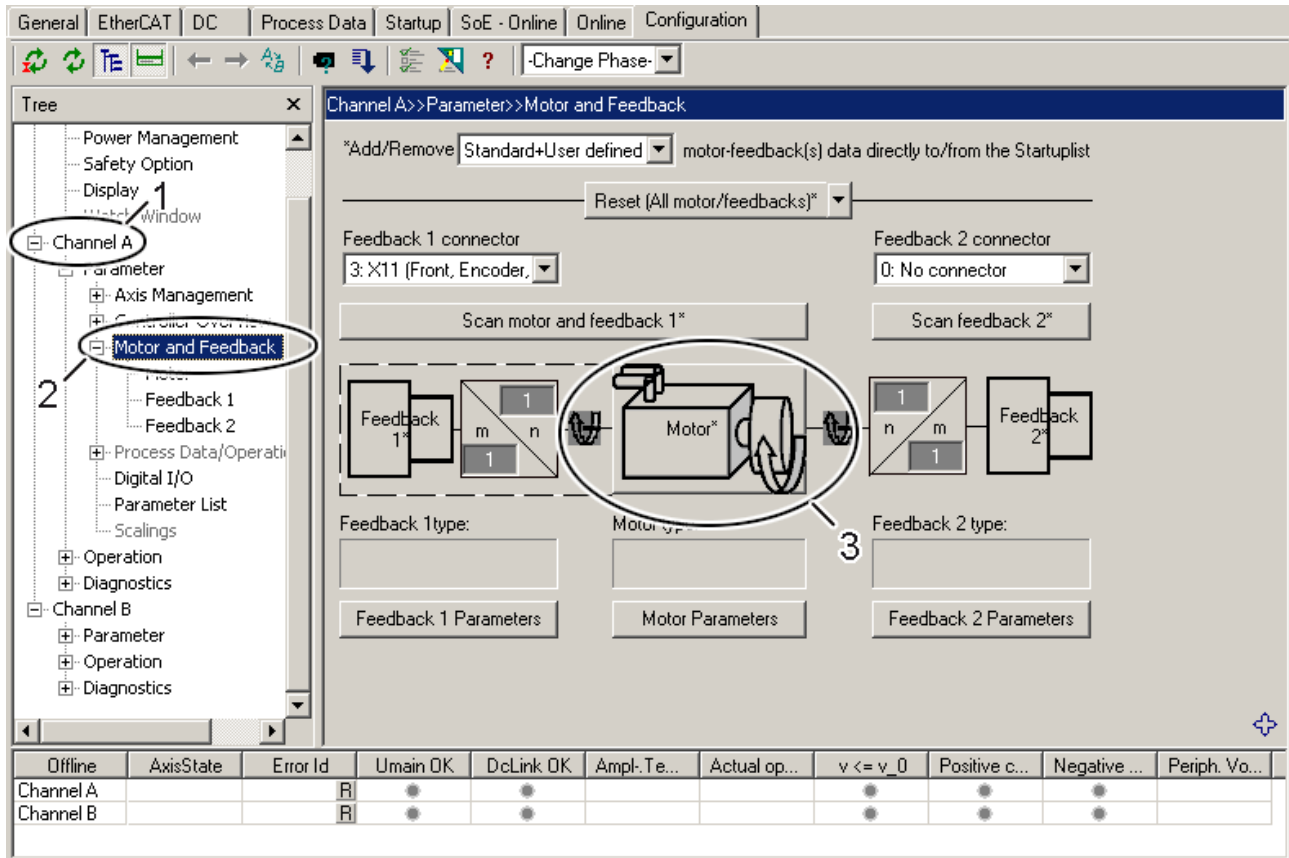 General EtherCAT DC Process Data Startup SoE - Online Online Configuration
? -Change Phase-
Tree x
Channel A>>Parameter>>Motor and Feedback
Power Management
Safety Option
Display
Window
Channel A
Parameter
Axis Management
Motor and Feedback
Feedback 1
Feedback 2
Process Data/Operati
Digital I/O
Parameter List
Scalings
Operation
Diagnostics
Channel B
Parameter
Operation
Diagnostics
1
2
*Add/Remove Standard+User defined motor-feedback(s) data directly to/from the Startuplist
Reset (All motor/feedbacks)*
Feedback 1 connector Feedback 2 connector
3: X11 (Front, Encoder, 0: No connector
Scan motor and feedback 1* Scan feedback 2*
Feedback 1* m n 1 1 Motor* n m 1 1 Feedback 2*
3
Feedback 1type: Motor Feedback 2 type:
Feedback 1 Parameters Motor Parameters Feedback 2 Parameters
Offline AxisState Error Id Umain OK DcLink OK Ampl-.Te... Actual op... v <= v_0 Positive c... Negative ... Periph. Vo...
Channel A R
Channel B R